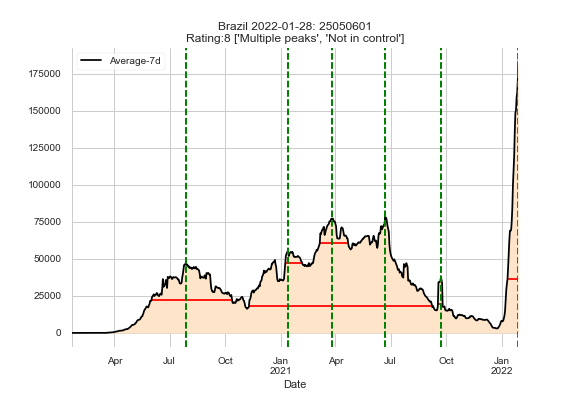 Brazil 2022-01-28: 25050601
Rating:8 ['Multiple peaks', 'Not in control']
Average-7d
175000
150000
125000
100000
75000
50000
25000
0
Apr
Jul
Oct
Jan
2021
Apr
Jul
Oct
Jan
2022
Date